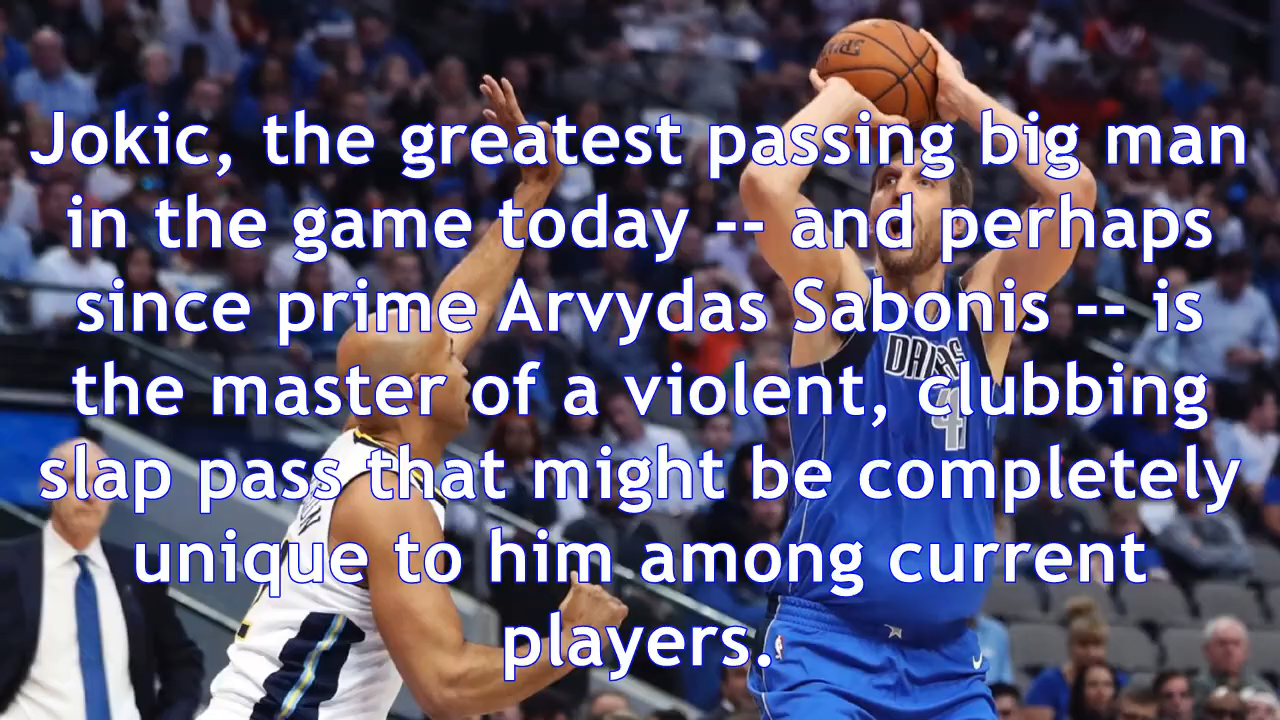 Jokic, the greatest passing big man
in the game today -- and perhaps
since prime Arvydas Sabonis -- is
the master of a violent, clubbing
slap pass that might be completely
unique to him among current
players.